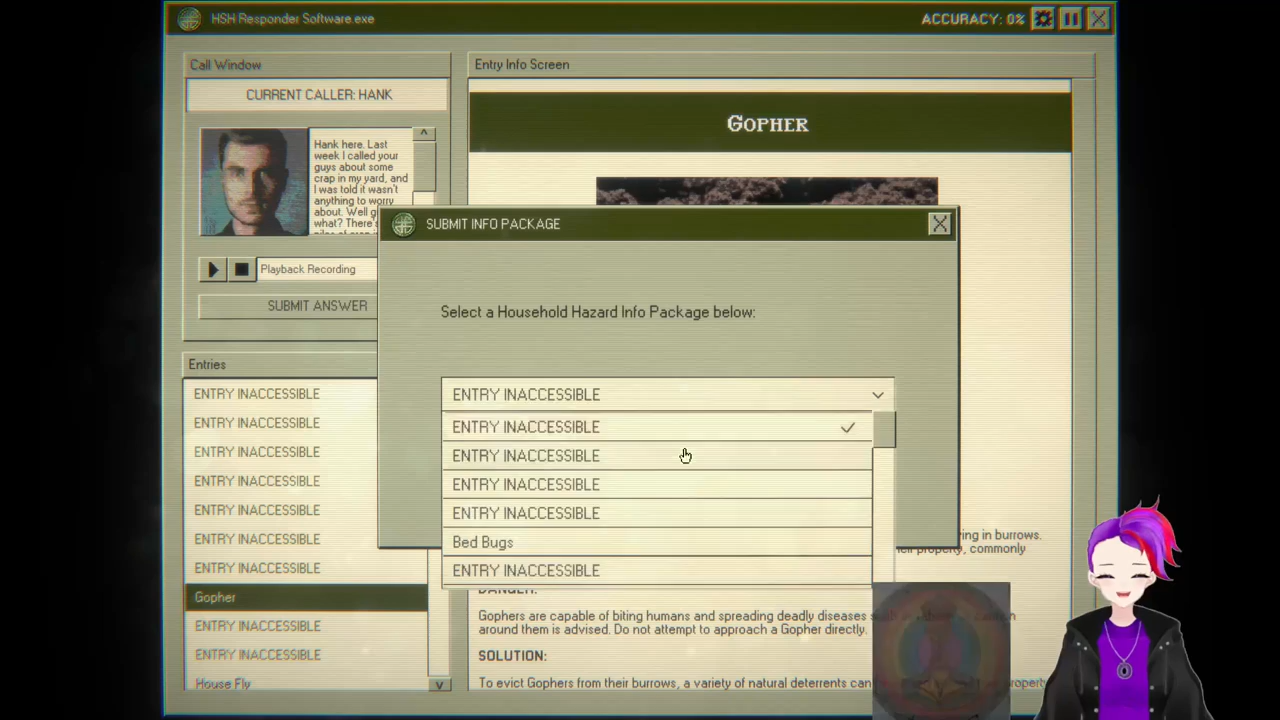 HSH Responder Software.exe
ACCURACY: 0%
Call Window
CURRENT CALLER: HANK
Hank here. Last
week I called your
guys about some
crap in my yard, and
I was told it wasn't
anything to worry
about. Well
what? There's
Playback Recording
SUBMIT ANSWER
Entries
ENTRY INACCESSIBLE
ENTRY INACCESSIBLE
ENTRY INACCESSIBLE
ENTRY INACCESSIBLE
ENTRY INACCESSIBLE
ENTRY INACCESSIBLE
ENTRY INACCESSIBLE
Gopher
ENTRY INACCESSIBLE
ENTRY INACCESSIBLE
House Fly
Entry Info Screen
GOPHER
SUBMIT INFO PACKAGE
Select a Household Hazard Info Package below:
ENTRY INACCESSIBLE
ENTRY INACCESSIBLE
ENTRY INACCESSIBLE
ENTRY INACCESSIBLE
ENTRY INACCESSIBLE
Bed Bugs
ENTRY INACCESSIBLE
in burrows.
property, commonly
DANGER:
Gophers are capable of biting humans and spreading deadly diseases
around them is advised. Do not attempt to approach a Gopher directly.
SOLUTION:
To evict Gophers from their burrows, a variety of natural deterrents can property